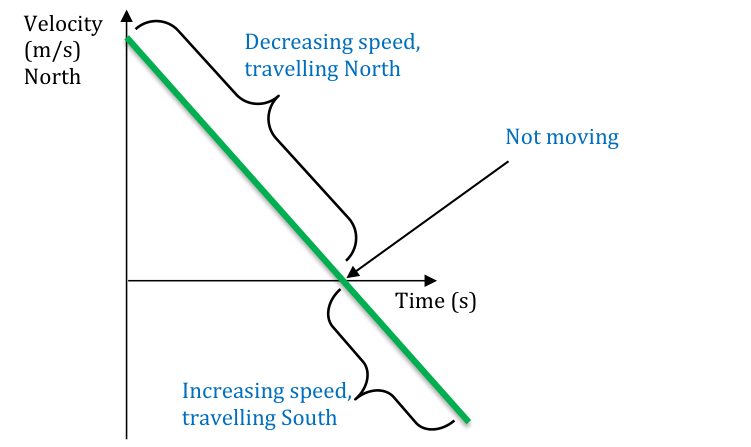 Velocity
(m/s)
North
Decreasing speed,
travelling North
Not moving
Time (s)
Increasing speed,
travelling South